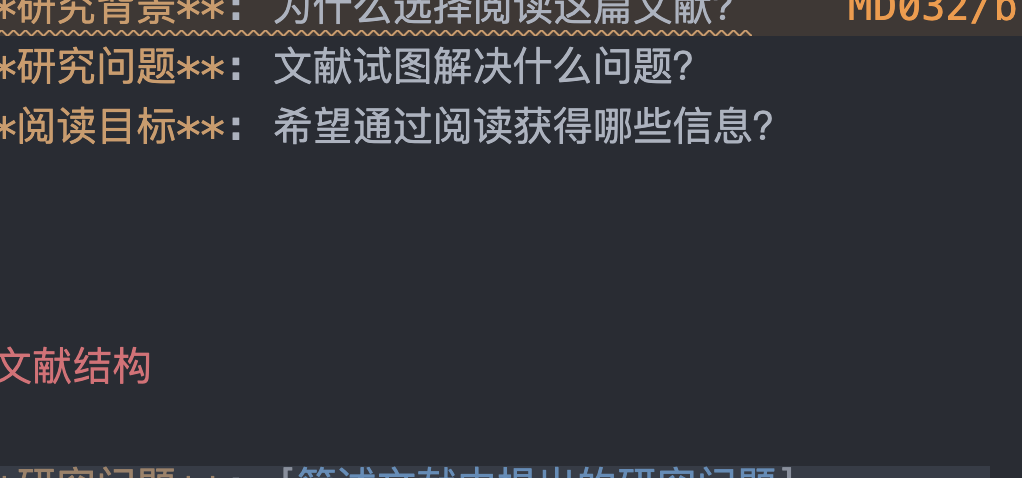 *研究背景**: 为什么选择阅读这篇文献? MD032/b
*研究问题**: 文献试图解决什么问题?
*阅读目标**: 希望通过阅读获得哪些信息?
文献结构
*研究问题**: [简述文献中提出的研究问题]